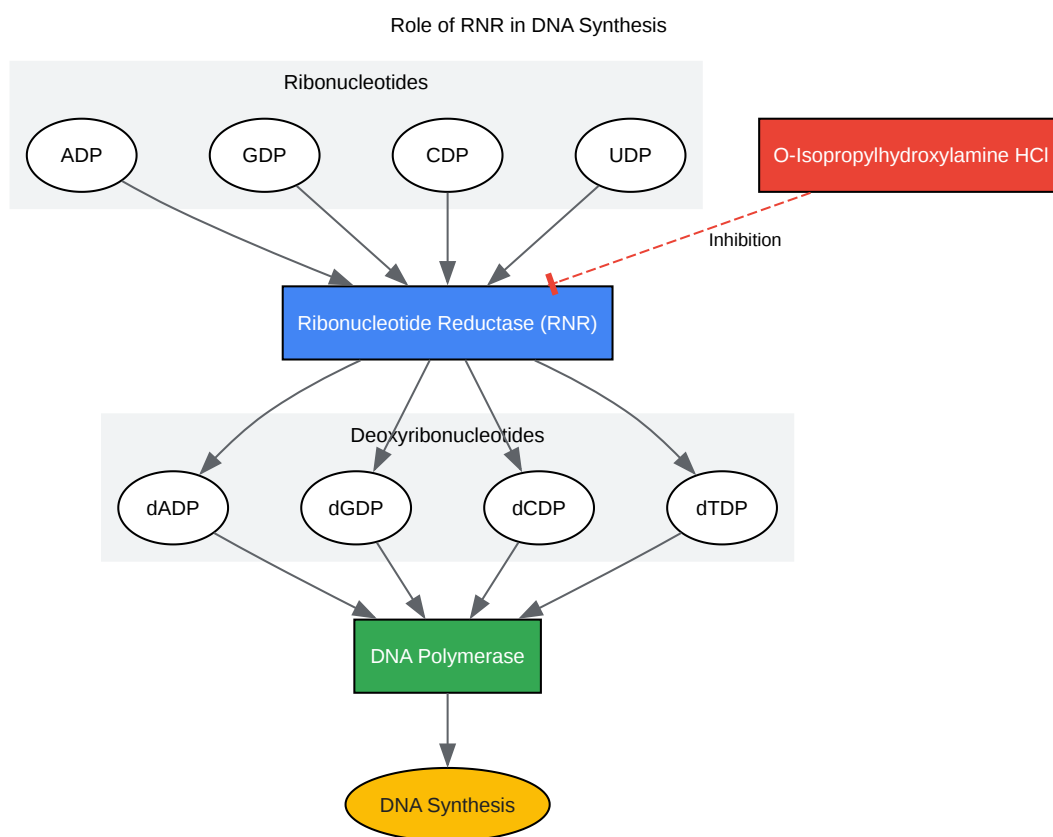 Role of RNR in DNA Synthesis
Ribonucleotides
ADP
GDP
CDP
UDP
O-Isopropylhydroxylamine HCl
Inhibition
Ribonucleotide Reductase (RNR)
Deoxyribonucleotides
dADP
dGDP
dCDP
dTDP
DNA Polymerase
DNA Synthesis